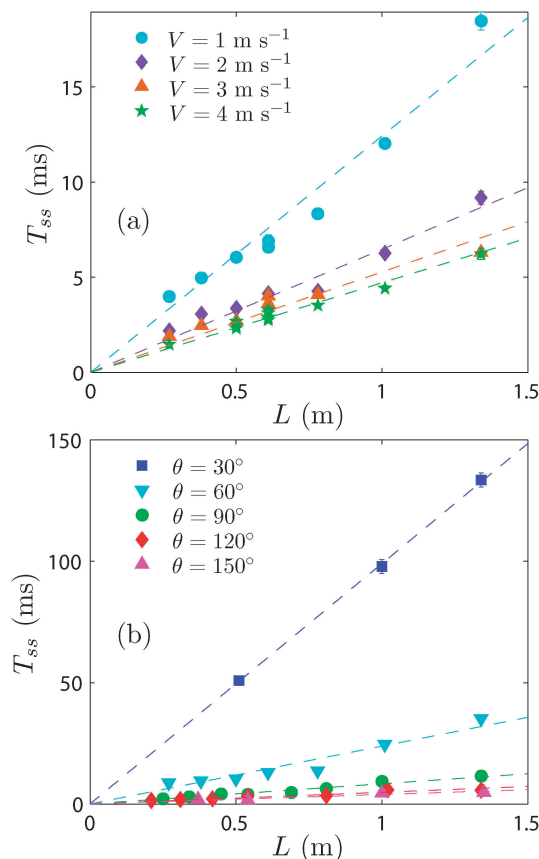 V = 1 m s⁻¹
V = 2 m s⁻¹
V = 3 m s⁻¹
V = 4 m s⁻¹
(a)
T_ss (ms)
15
10
5
0
0
0.5
1
1.5
L (m)
θ = 30°
θ = 60°
θ = 90°
θ = 120°
θ = 150°
(b)
T_ss (ms)
150
100
50
0
0
0.5
1.0
1.5
L (m)